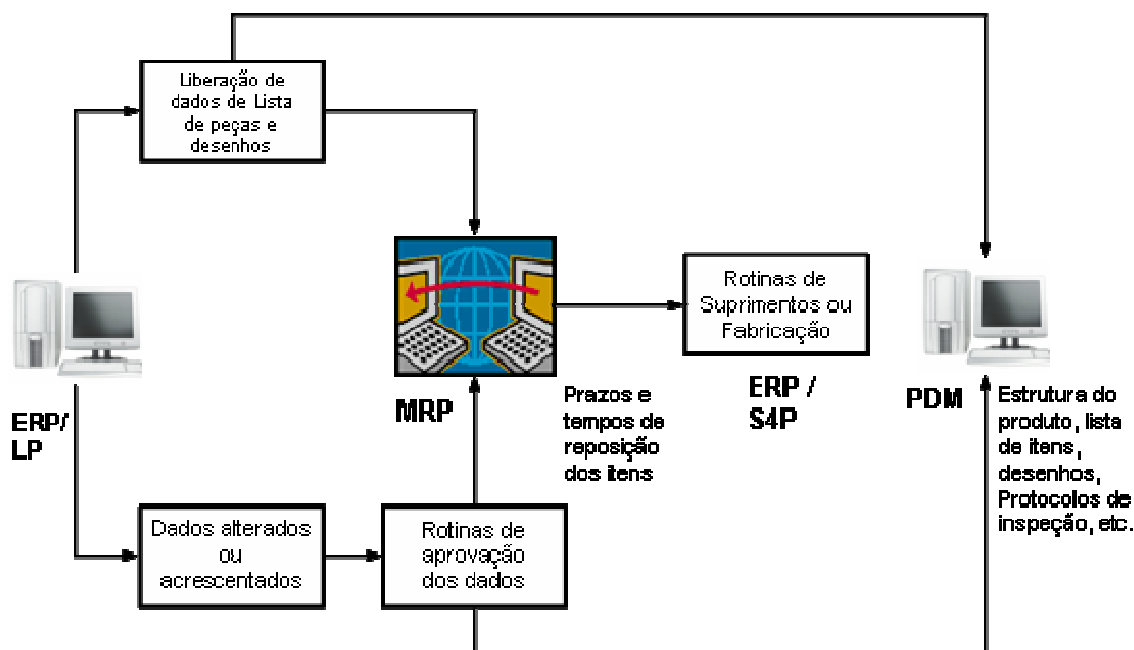 Liberação de
dados de Lista
de peças e
desenhos
Rotinas de
Suprimentos ou
Fabricação
ERP/
LP
MRP
Prazos e
tempos de
reposição
dos itens
ERP /
S4P
PDM
Estrutura do
produto, lista
de itens,
desenhos,
Protocolos de
inspeção, etc.
Dados alterados
ou
acrescentados
Rotinas de
aprovação
dos dados